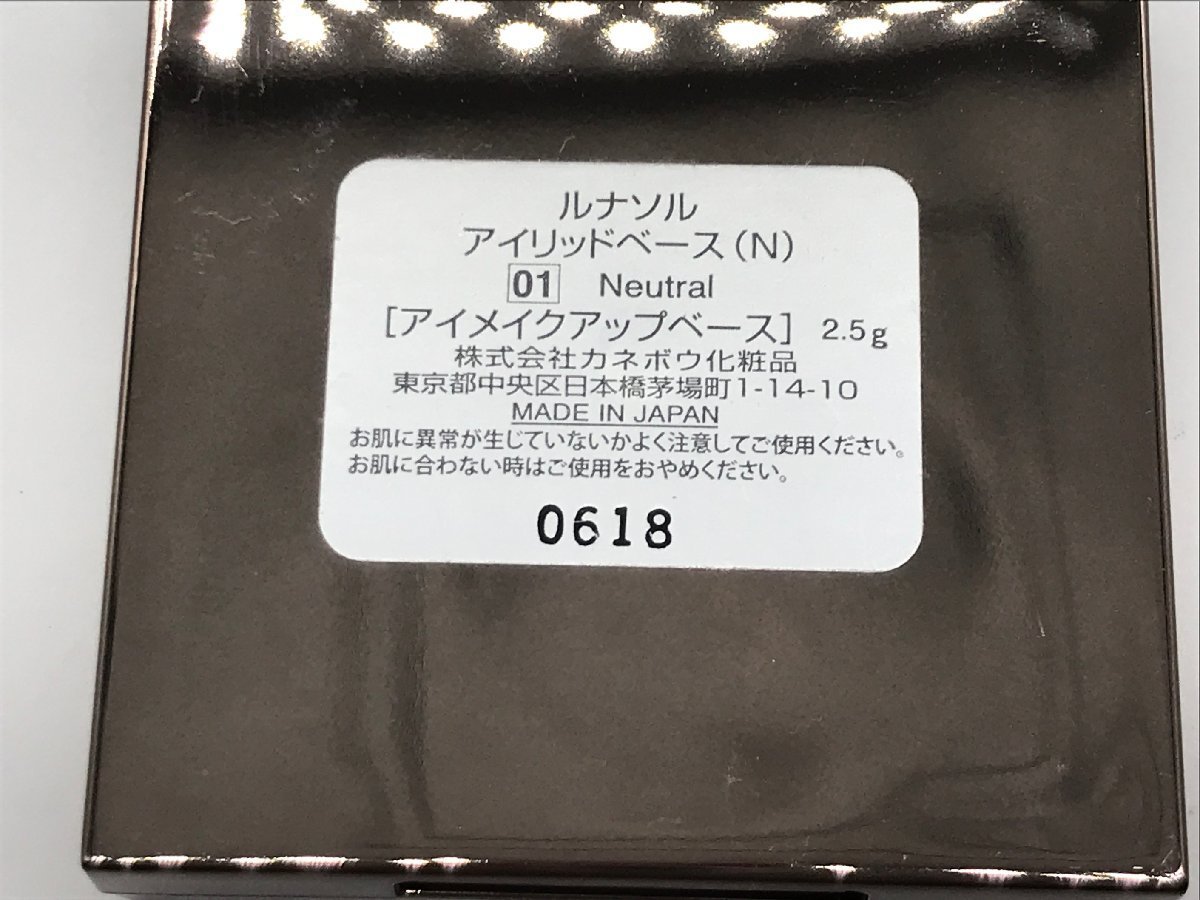 ルナソル
アイリッドベース(N)
01 Neutral
[アイメイクアップベース] 2.5g
株式会社カネボウ化粧品
東京都中央区日本橋茅場町1-14-10
MADE IN JAPAN
お肌に異常が生じていないかよく注意してご使用ください。
お肌に合わない時はご使用をおやめください。
0618